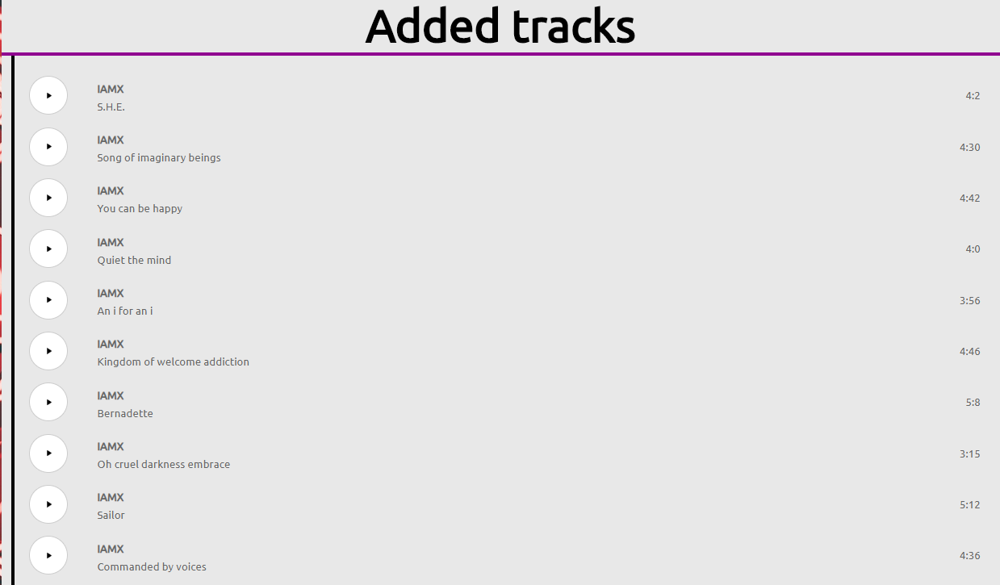 Added tracks
IAMX
S.H.E.
4:2
IAMX
Song of imaginary beings
4:30
IAMX
You can be happy
4:42
IAMX
Quiet the mind
4:0
IAMX
An i for an i
3:56
IAMX
Kingdom of welcome addiction
4:46
IAMX
Bernadette
5:8
IAMX
Oh cruel darkness embrace
3:15
IAMX
Sailor
5:12
IAMX
Commanded by voices
4:36